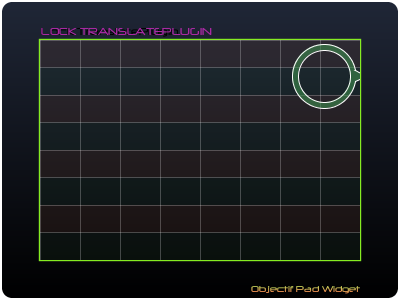 LOCK TRANSLATEPLUGIN
Objectif Pad Widget